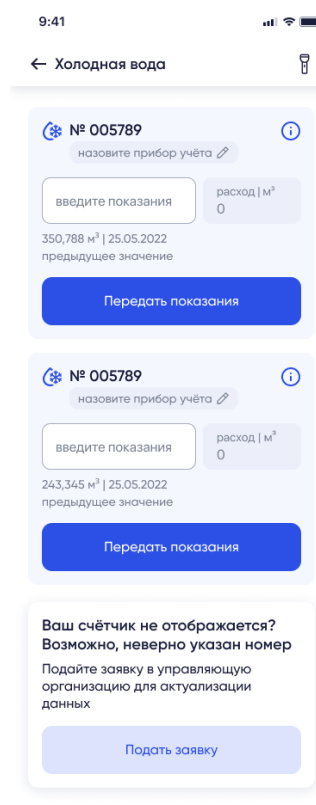 9:41
Холодная вода
№ 005789
назовите прибор учёта
введите показания
расход | м³
0
350,788 м³ | 25.05.2022
предыдущее значение
Передать показания
№ 005789
назовите прибор учёта
введите показания
расход | м³
0
243,345 м³ | 25.05.2022
предыдущее значение
Передать показания
Ваш счётчик не отображается?
Возможно, неверно указан номер
Подайте заявку в управляющую
организацию для актуализации
данных
Подать заявку